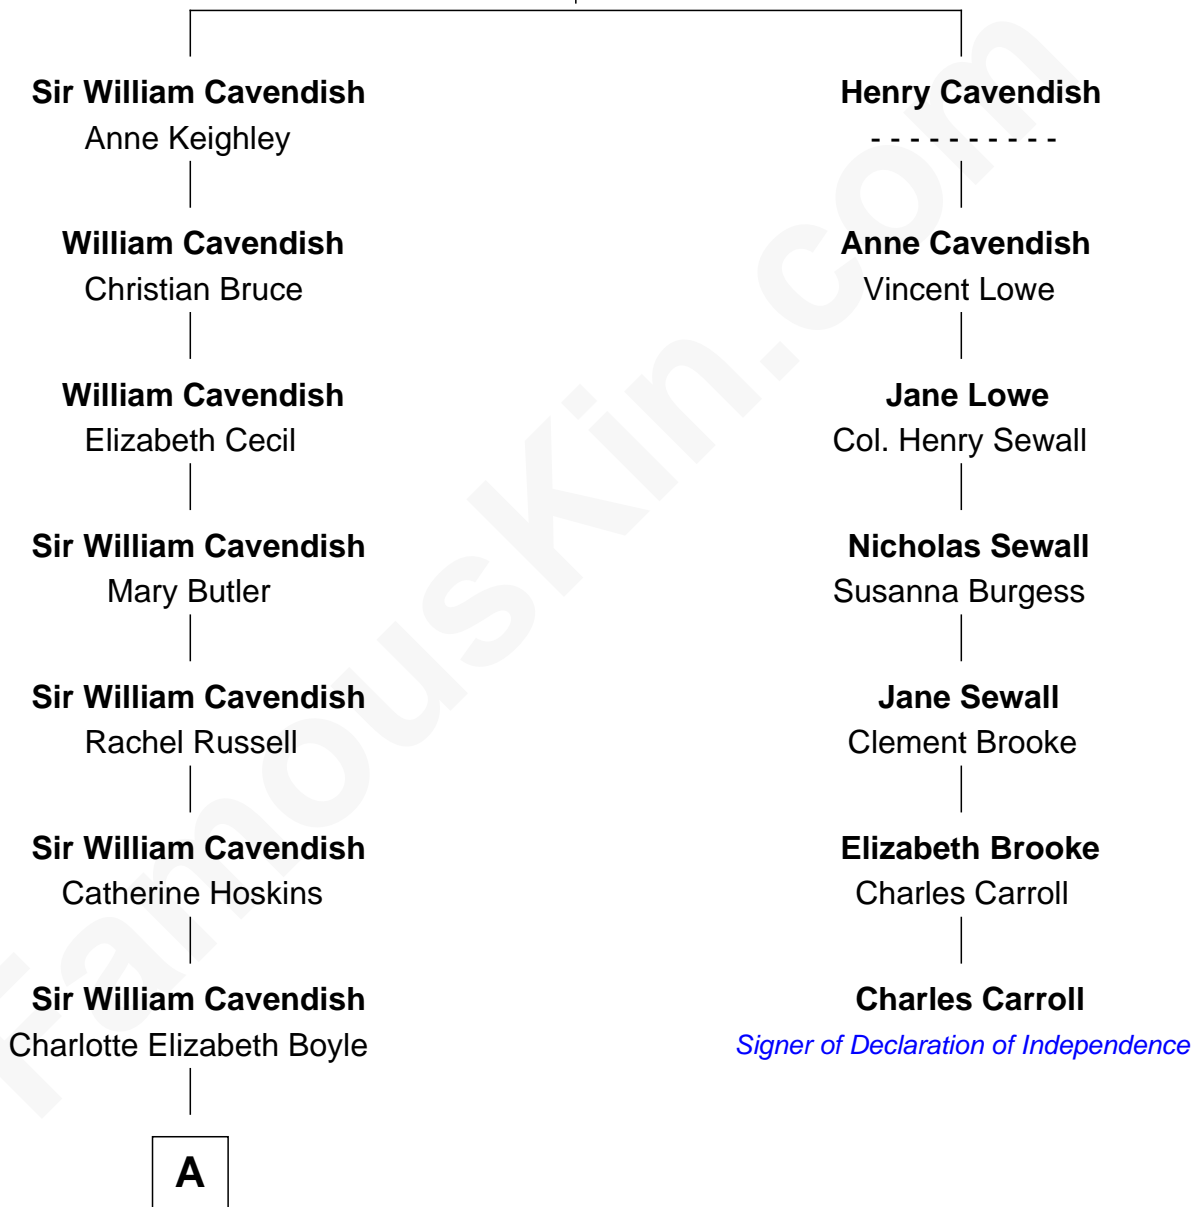 Sir William Cavendish
Anne Keighley
Henry Cavendish
- - - - - - - - - -
William Cavendish
Christian Bruce
Anne Cavendish
Vincent Lowe
William Cavendish
Elizabeth Cecil
Jane Lowe
Col. Henry Sewall
Sir William Cavendish
Mary Butler
Nicholas Sewall
Susanna Burgess
Sir William Cavendish
Rachel Russell
Jane Sewall
Clement Brooke
Sir William Cavendish
Catherine Hoskins
Elizabeth Brooke
Charles Carroll
Sir William Cavendish
Charlotte Elizabeth Boyle
Charles Carroll
Signer of Declaration of Independence
A
FamousKin.com